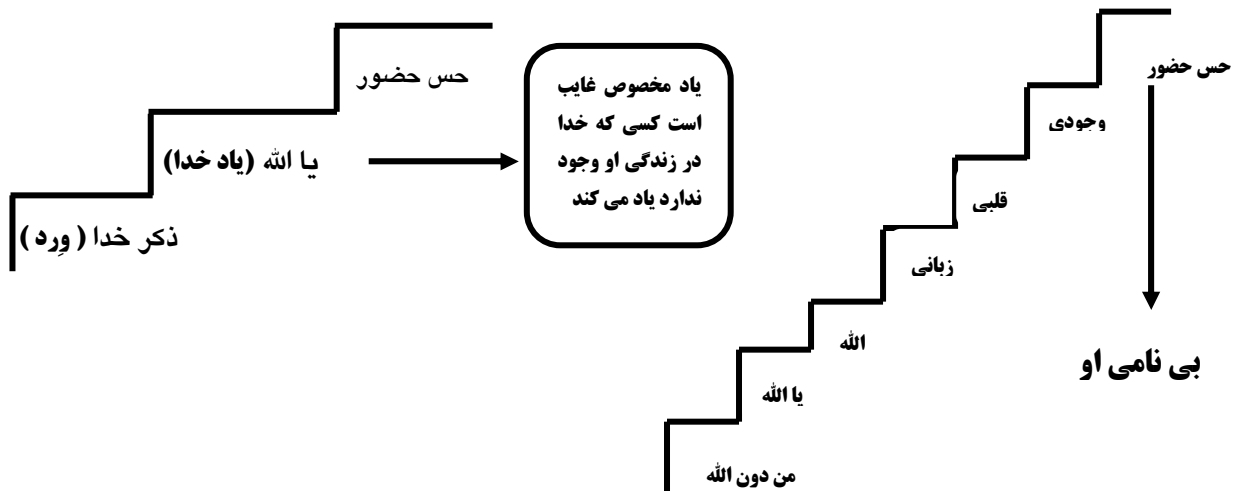 حس حضور
یا الله (یاد خدا)
ذکر خدا (وِرد)
یاد مخصوص غایب
است کسی که خدا
در زندگی او وجود
ندارد یاد می کند
حس حضور
وجودی
قلبی
زبانی
الله
یا الله
من دون الله
بی نامی او